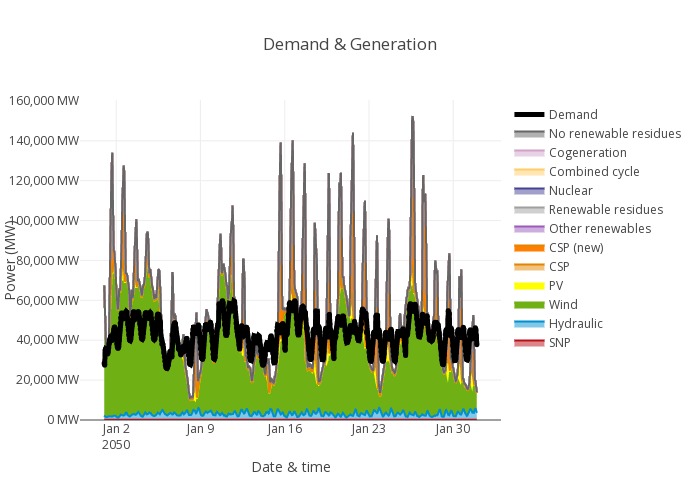 Demand & Generation
160,000 MW
140,000 MW
120,000 MW
100,000 MW
80,000 MW
60,000 MW
40,000 MW
20,000 MW
0 MW
Power (MW)
Jan 2
2050
Jan 9
Jan 16
Jan 23
Jan 30
Date & time
Demand
No renewable residues
Cogeneration
Combined cycle
Nuclear
Renewable residues
Other renewables
CSP (new)
CSP
PV
Wind
Hydraulic
SNP